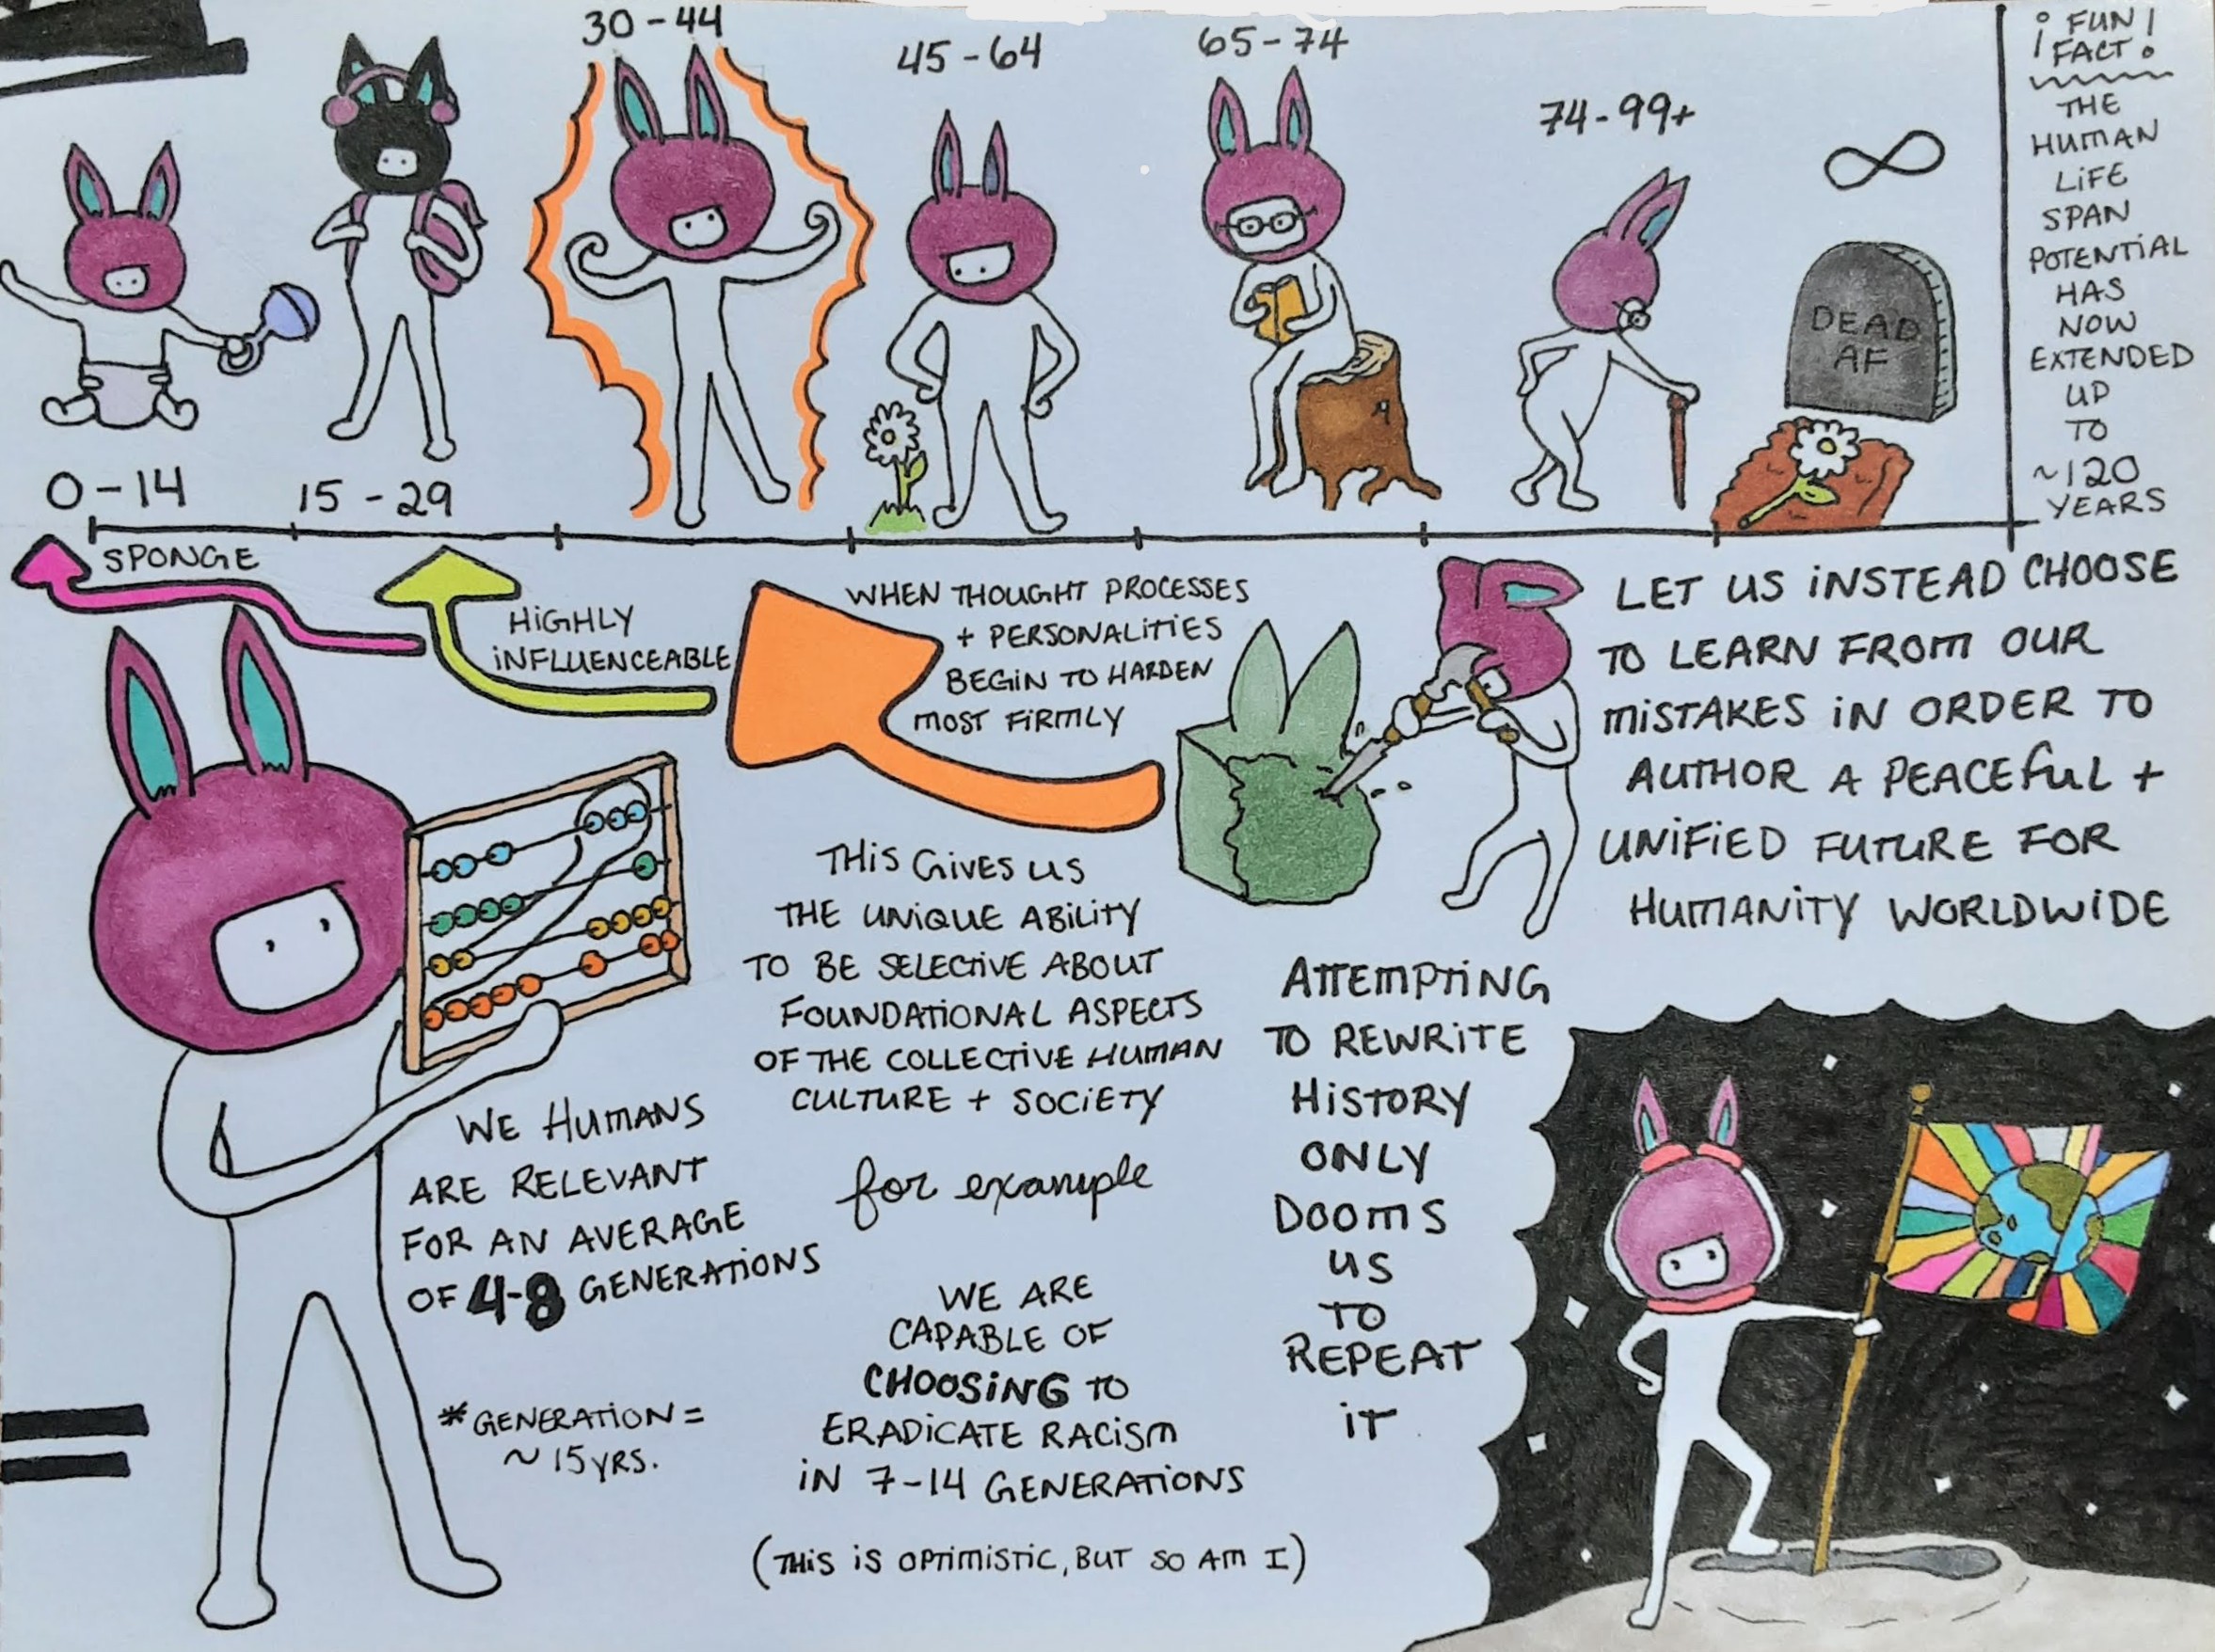 0-14
15-29
30-44
45-64
65-74
74-99+
∞
DEAD
AF
¡FUN!
¡FACT!
THE
HUMAN
LIFE
SPAN
POTENTIAL
HAS
NOW
EXTENDED
UP
TO
~120
YEARS
SPONGE
HIGHLY
INFLUENCEABLE
WHEN THOUGHT PROCESSES
+ PERSONALITIES
BEGIN TO HARDEN
MOST FIRMLY
WE HUMANS
ARE RELEVANT
FOR AN AVERAGE
OF 4-8 GENERATIONS
*GENERATION =
~15YRS.
THIS GIVES US
THE UNIQUE ABILITY
TO BE SELECTIVE ABOUT
FOUNDATIONAL ASPECTS
OF THE COLLECTIVE HUMAN
CULTURE + SOCIETY
for example
WE ARE
CAPABLE OF
CHOOSING TO
ERADICATE RACISM
IN 7-14 GENERATIONS
(THIS IS OPTIMISTIC, BUT SO AM I)
ATTEMPTING
TO REWRITE
HISTORY
ONLY
DOOMS
US
TO
REPEAT
IT
LET US INSTEAD CHOOSE
TO LEARN FROM OUR
MISTAKES IN ORDER TO
AUTHOR A PEACEFUL +
UNIFIED FUTURE FOR
HUMANITY WORLDWIDE